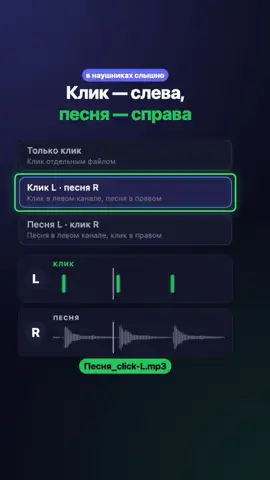 в наушниках слышно
Клик — слева,
песня — справа
Только клик
Клик отдельным файлом
Клик L · песня R
Клик в левом канале, песня в правом
Песня L · клик R
Песня в левом канале, клик в правом
КЛИК
L
ПЕСНЯ
R
Песня_click-L.mp3